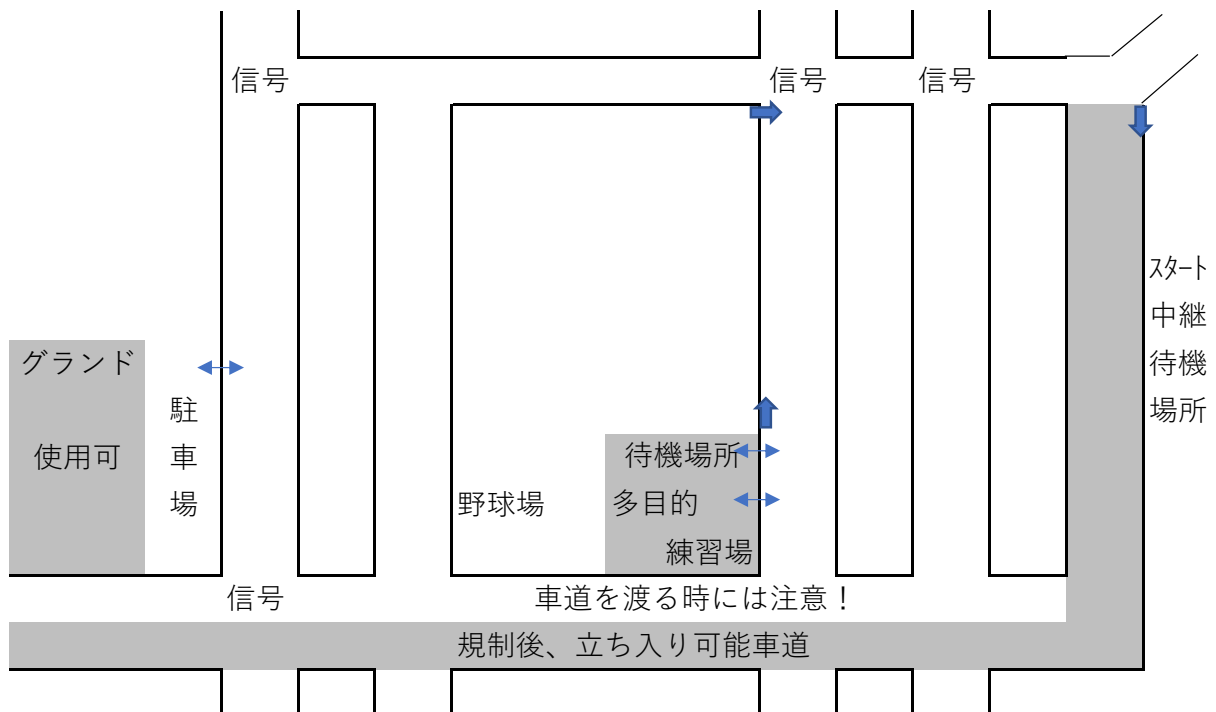 信号
信号
信号
スタート
中継
待機
場所
グランド
使用可
駐車場
待機場所
野球場
多目的
練習場
信号
車道を渡る時には注意！
規制後、立ち入り可能車道